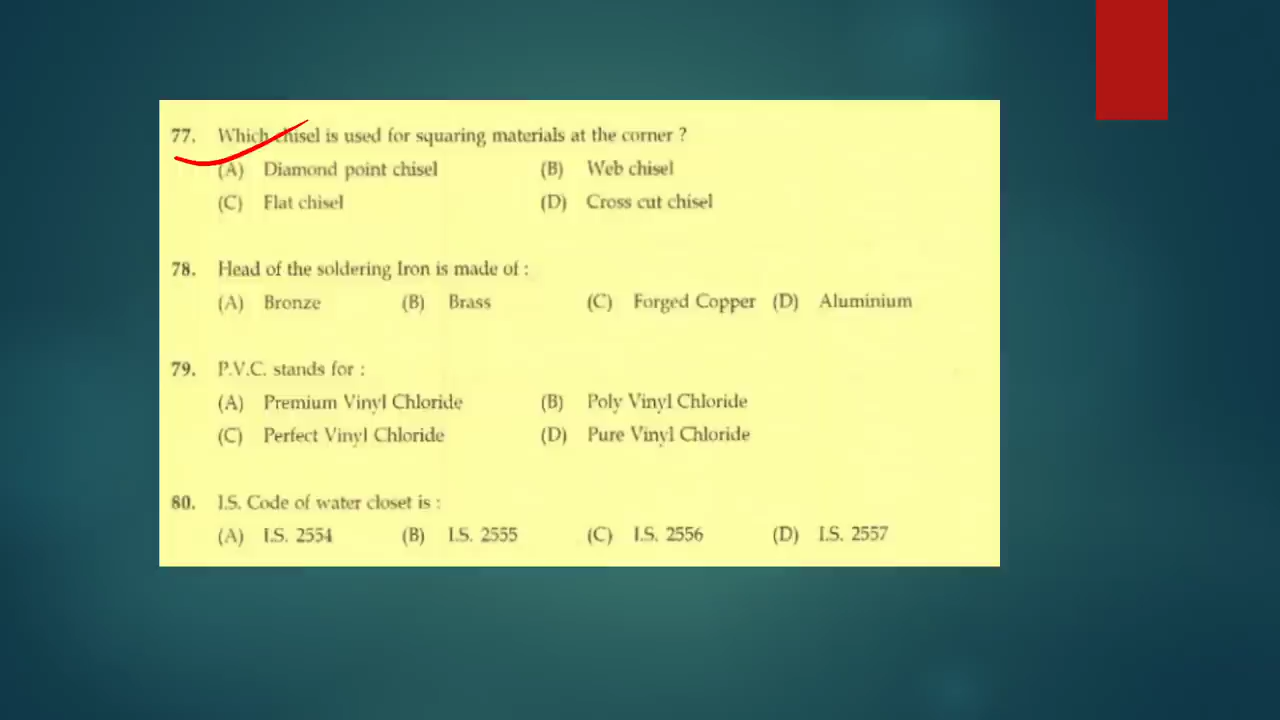 77. Which chisel is used for squaring materials at the corner ?
(A) Diamond point chisel (B) Web chisel
(C) Flat chisel (D) Cross cut chisel
78. Head of the soldering Iron is made of :
(A) Bronze (B) Brass (C) Forged Copper (D) Aluminium
79. P.V.C. stands for :
(A) Premium Vinyl Chloride (B) Poly Vinyl Chloride
(C) Perfect Vinyl Chloride (D) Pure Vinyl Chloride
80. I.S. Code of water closet is :
(A) I.S. 2554 (B) I.S. 2555 (C) I.S. 2556 (D) I.S. 2557